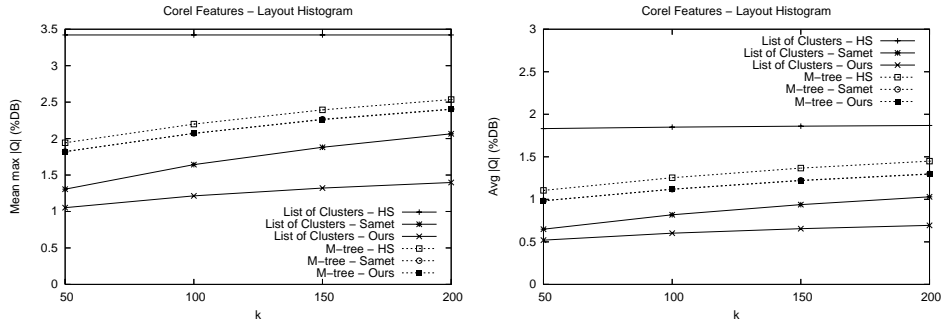 Corel Features – Layout Histogram
Mean max |Q| (%DB)
3.5
3
2.5
2
1.5
1
0.5
0
50
100
150
200
k
List of Clusters – HS
List of Clusters – Samet
List of Clusters – Ours
M–tree – HS
M–tree – Samet
M–tree – Ours
Corel Features – Layout Histogram
Avg |Q| (%DB)
3
2.5
2
1.5
1
0.5
0
50
100
150
200
k
List of Clusters – HS
List of Clusters – Samet
List of Clusters – Ours
M–tree – HS
M–tree – Samet
M–tree – Ours